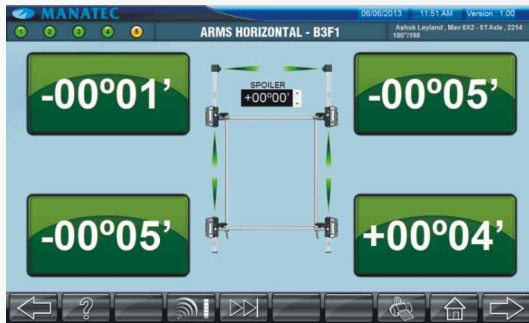 MANATEC
06/06/2013 11:51 AM Version : 1.00
1 2 3 4 5
ARMS HORIZONTAL - B3F1
Ashok Leyland , Mav 6X2 - 5T Axle , 2214
180"/198
-00º01’
SPOILER
+00º00'
-00º05’
-00º05’
+00º04’
?